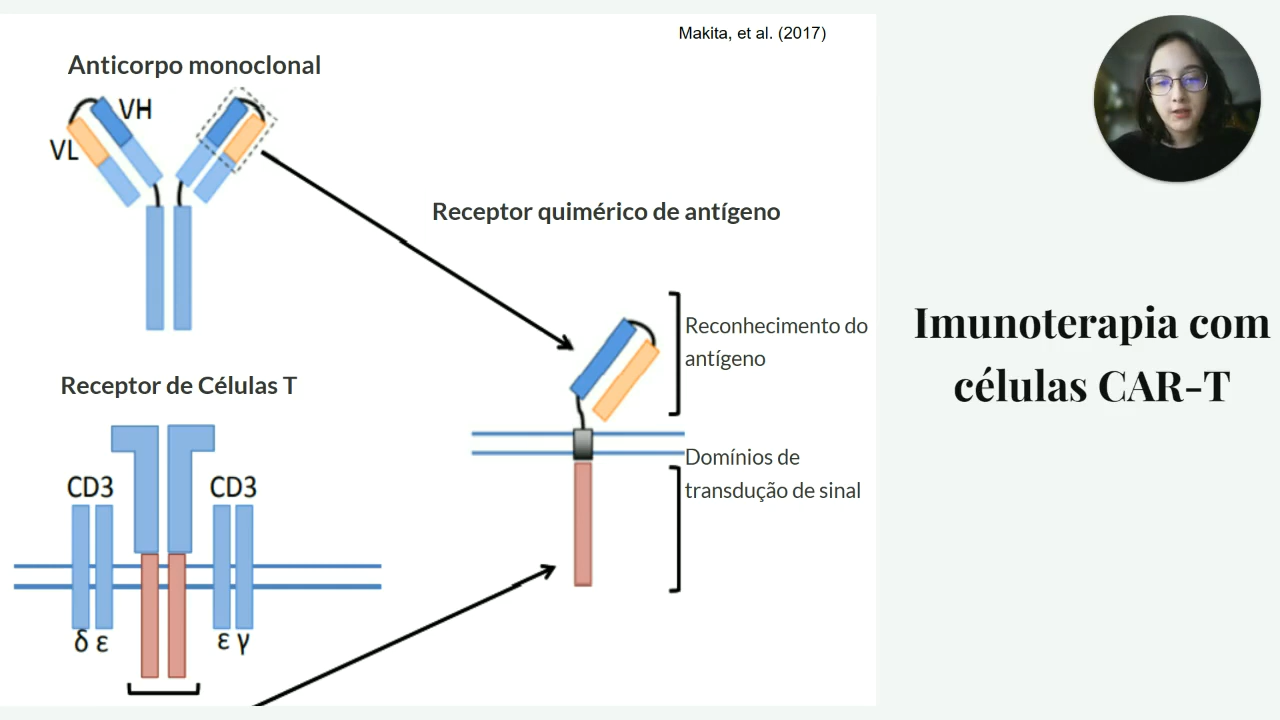 Makita, et al. (2017)
Anticorpo monoclonal
VH
VL
Receptor quimérico de antígeno
Reconhecimento do
antígeno
Domínios de
transdução de sinal
Receptor de Células T
CD3
CD3
δ ε
ε γ
Imunoterapia com
células CAR-T